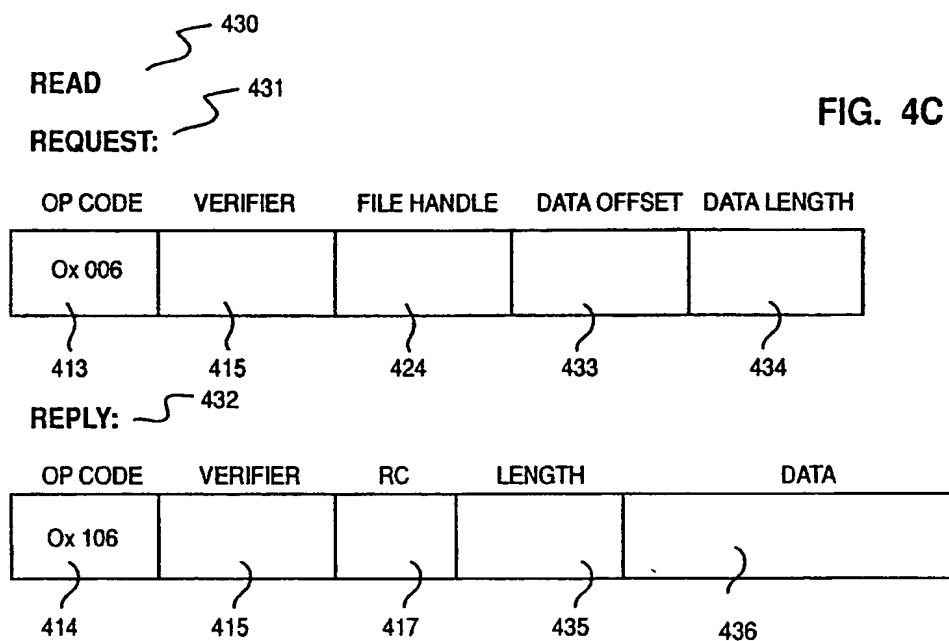 430
READ
431
REQUEST:
FIG. 4C
OP CODE VERIFIER FILE HANDLE DATA OFFSET DATA LENGTH
Ox 006
413 415 424 433 434
REPLY: 432
OP CODE VERIFIER RC LENGTH DATA
Ox 106
414 415 417 435 436